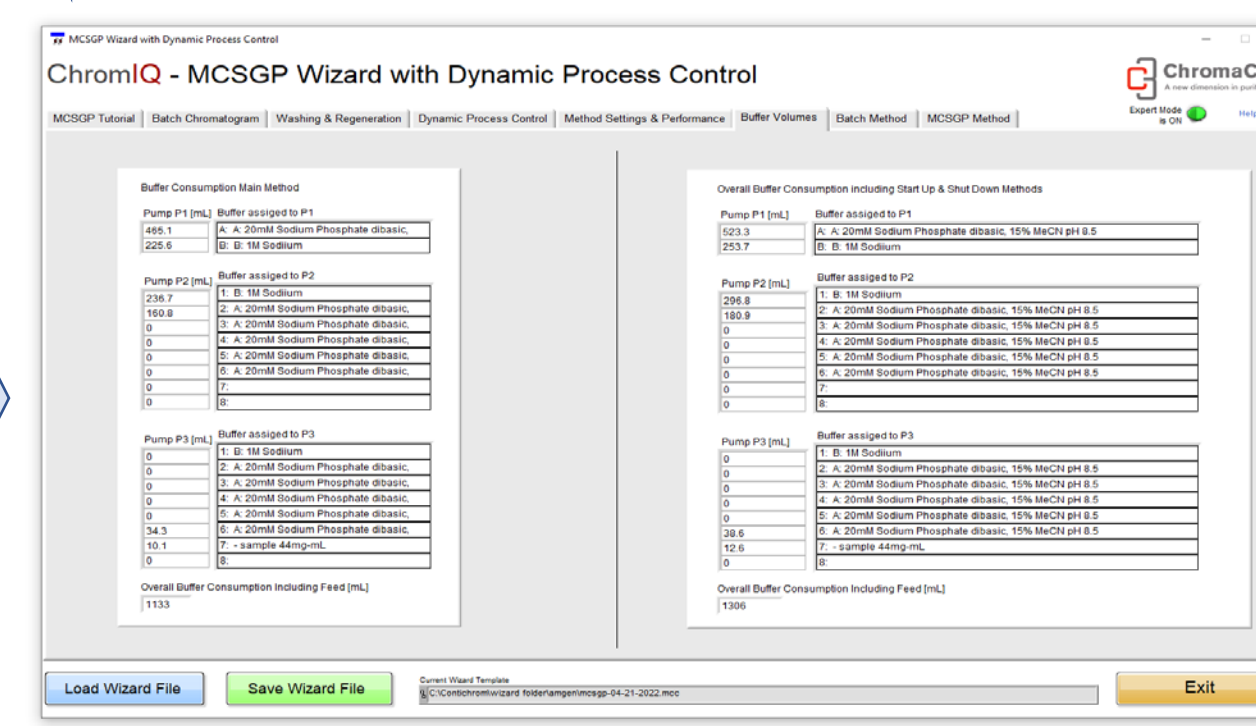 MCSGP Wizard with Dynamic Process Control
ChromIQ - MCSGP Wizard with Dynamic Process Control
ChromaC
A new dimension in puri
MCSGP Tutorial Batch Chromatogram Washing & Regeneration Dynamic Process Control Method Settings & Performance Buffer Volumes Batch Method MCSGP Method
Expert Mode
is ON
Help
Buffer Consumption Main Method
Pump P1 [mL] Buffer assiged to P1
465.1 A: A: 20mM Sodium Phosphate dibasic,
225.6 B: B: 1M Sodiium
Pump P2 [mL] Buffer assiged to P2
236.7 1: B: 1M Sodiium
160.8 2: A: 20mM Sodium Phosphate dibasic,
0 3: A: 20mM Sodium Phosphate dibasic,
0 4: A: 20mM Sodium Phosphate dibasic,
0 5: A: 20mM Sodium Phosphate dibasic,
0 6: A: 20mM Sodium Phosphate dibasic,
0 7:
0 8:
Pump P3 [mL] Buffer assiged to P3
0 1: B: 1M Sodiium
0 2: A: 20mM Sodium Phosphate dibasic,
0 3: A: 20mM Sodium Phosphate dibasic,
0 4: A: 20mM Sodium Phosphate dibasic,
0 5: A: 20mM Sodium Phosphate dibasic,
34.3 6: A: 20mM Sodium Phosphate dibasic,
10.1 7: - sample 44mg-mL
0 8:
Overall Buffer Consumption Including Feed [mL]
1133
Overall Buffer Consumption including Start Up & Shut Down Methods
Pump P1 [mL] Buffer assiged to P1
523.3 A: A: 20mM Sodium Phosphate dibasic, 15% MeCN pH 8.5
253.7 B: B: 1M Sodiium
Pump P2 [mL] Buffer assiged to P2
296.8 1: B: 1M Sodiium
180.9 2: A: 20mM Sodium Phosphate dibasic, 15% MeCN pH 8.5
0 3: A: 20mM Sodium Phosphate dibasic, 15% MeCN pH 8.5
0 4: A: 20mM Sodium Phosphate dibasic, 15% MeCN pH 8.5
0 5: A: 20mM Sodium Phosphate dibasic, 15% MeCN pH 8.5
0 6: A: 20mM Sodium Phosphate dibasic, 15% MeCN pH 8.5
0 7:
0 8:
Pump P3 [mL] Buffer assiged to P3
0 1: B: 1M Sodiium
0 2: A: 20mM Sodium Phosphate dibasic, 15% MeCN pH 8.5
0 3: A: 20mM Sodium Phosphate dibasic, 15% MeCN pH 8.5
0 4: A: 20mM Sodium Phosphate dibasic, 15% MeCN pH 8.5
0 5: A: 20mM Sodium Phosphate dibasic, 15% MeCN pH 8.5
38.6 6: A: 20mM Sodium Phosphate dibasic, 15% MeCN pH 8.5
12.6 7: - sample 44mg-mL
0 8:
Overall Buffer Consumption Including Feed [mL]
1306
Load Wizard File
Save Wizard File
Current Wizard Template
C:\Contichrom\wizard folder\amgen\mcsgp-04-21-2022.mcc
Exit